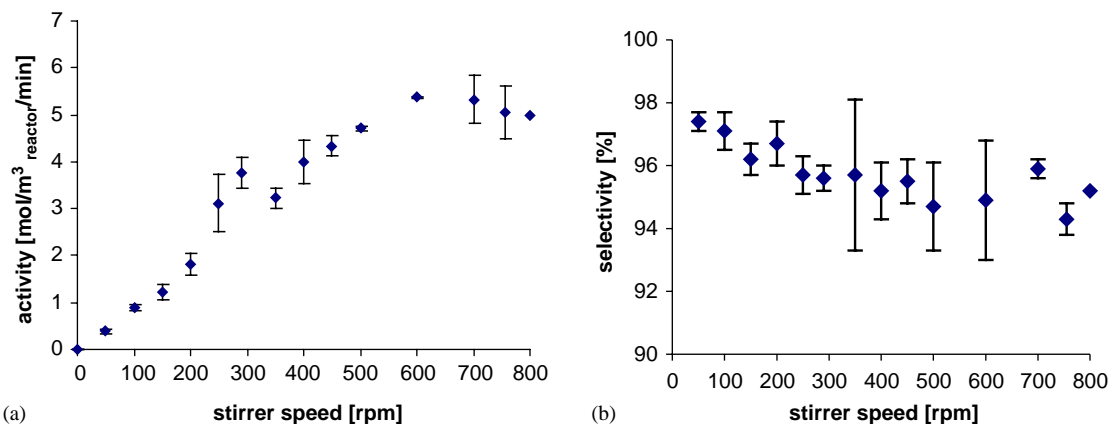 7
6
5
4
3
2
1
0
activity [mol/m³ reactor/min]
0 100 200 300 400 500 600 700 800
(a) stirrer speed [rpm]
100
98
96
94
92
90
selectivity [%]
0 100 200 300 400 500 600 700 800
(b) stirrer speed [rpm]